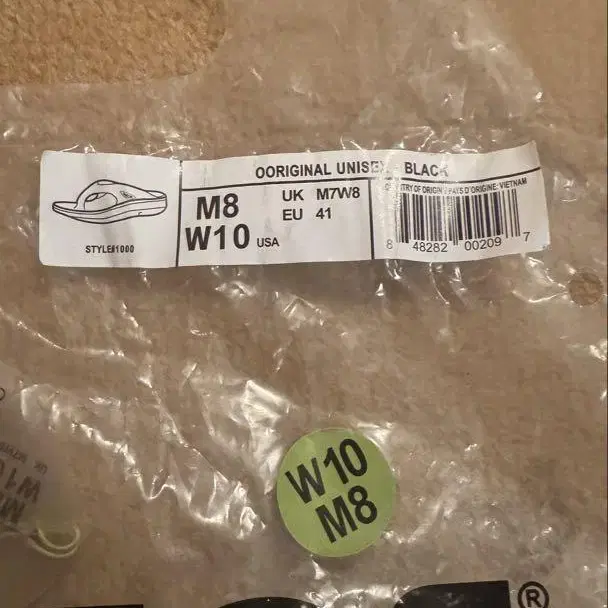 OORIGINAL UNISEX BLACK
M8
W10 USA
UK M7W8
EU 41
STYLE#1000
COUNTRY OF ORIGIN / PAYS D'ORIGINE: VIETNAM
8 48282 00209 7
W10
M8
®